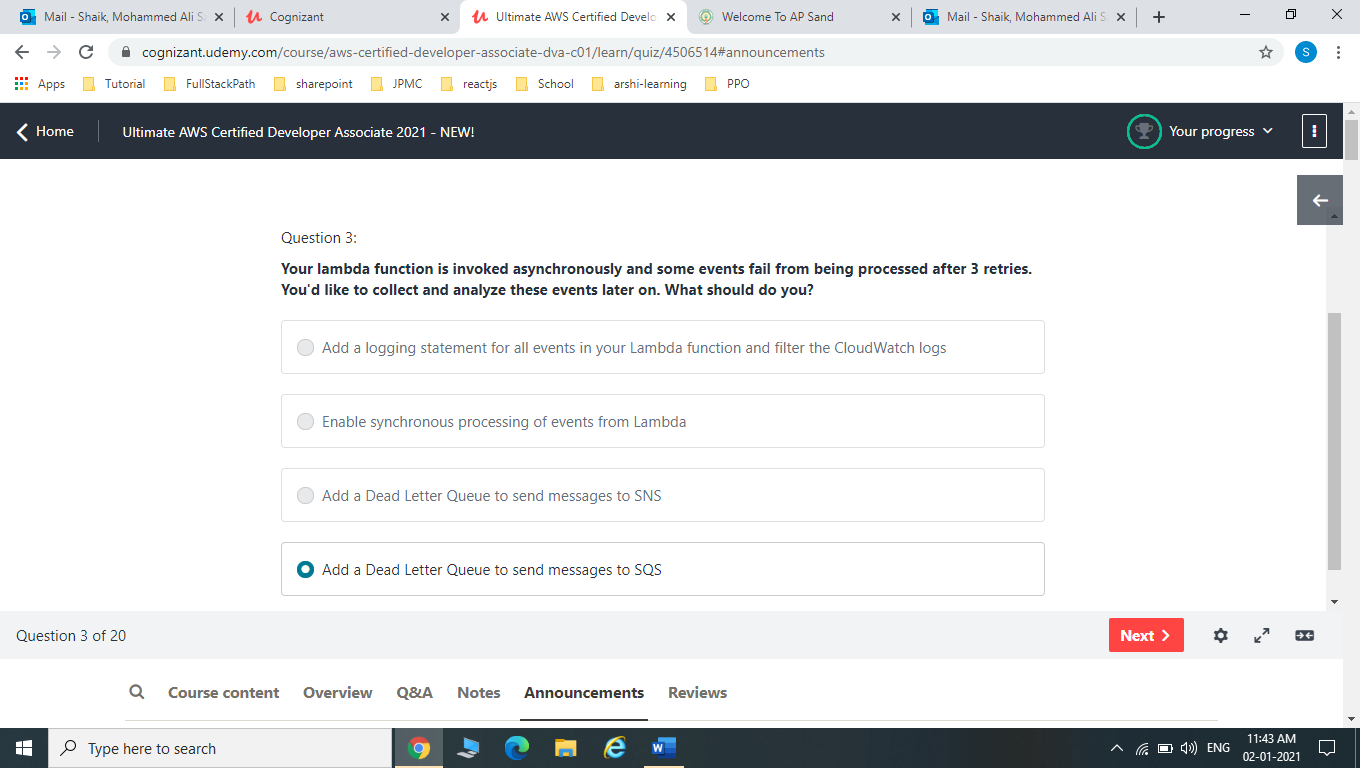 Mail - Shaik, Mohammed Ali S
Cognizant
Ultimate AWS Certified Develo
Welcome To AP Sand
Mail - Shaik, Mohammed Ali S
cognizant.udemy.com/course/aws-certified-developer-associate-dva-c01/learn/quiz/4506514#announcements
S
Apps Tutorial FullStackPath sharepoint JPMC reactjs School arshi-learning PPO
Home Ultimate AWS Certified Developer Associate 2021 - NEW! Your progress
Question 3:
Your lambda function is invoked asynchronously and some events fail from being processed after 3 retries.
You'd like to collect and analyze these events later on. What should do you?
Add a logging statement for all events in your Lambda function and filter the CloudWatch logs
Enable synchronous processing of events from Lambda
Add a Dead Letter Queue to send messages to SNS
Add a Dead Letter Queue to send messages to SQS
Question 3 of 20 Next
Course content Overview Q&A Notes Announcements Reviews
Type here to search
ENG
11:43 AM
02-01-2021